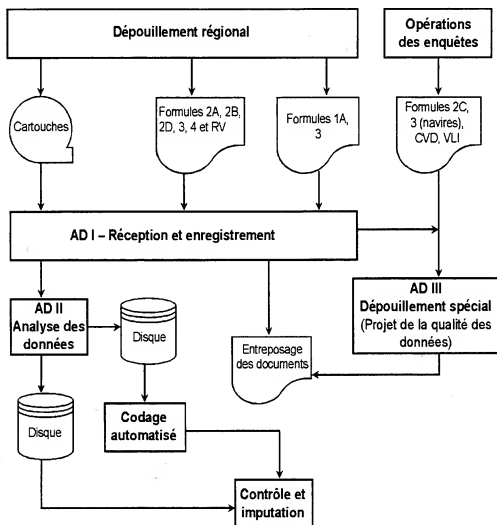 Dépouillement régional
Opérations
des enquêtes
Cartouches
Formules 2A, 2B,
2D, 3, 4 et RV
Formules 1A,
3
Formules 2C,
3 (navires),
CVD, VLI
AD I – Réception et enregistrement
AD II
Analyse des
données
Disque
AD III
Dépouillement spécial
(Projet de la qualité des
données)
Entreposage
des documents
Disque
Codage
automatisé
Contrôle et
imputation